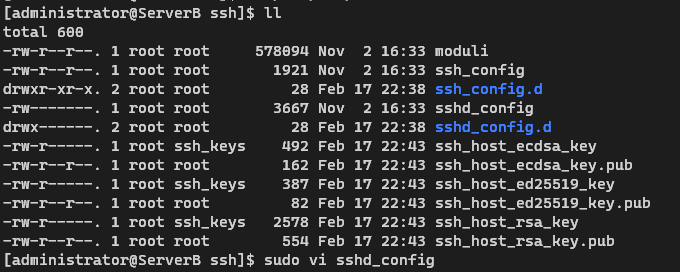 [administrator@ServerB ssh]$ ll
total 600
-rw-r--r--. 1 root root     578094 Nov  2 16:33 moduli
-rw-r--r--. 1 root root       1921 Nov  2 16:33 ssh_config
drwxr-xr-x. 2 root root         28 Feb 17 22:38 ssh_config.d
-rw-------. 1 root root       3667 Nov  2 16:33 sshd_config
drwx------. 2 root root         28 Feb 17 22:38 sshd_config.d
-rw-r-----. 1 root ssh_keys    492 Feb 17 22:43 ssh_host_ecdsa_key
-rw-r--r--. 1 root root        162 Feb 17 22:43 ssh_host_ecdsa_key.pub
-rw-r-----. 1 root ssh_keys    387 Feb 17 22:43 ssh_host_ed25519_key
-rw-r--r--. 1 root root         82 Feb 17 22:43 ssh_host_ed25519_key.pub
-rw-r-----. 1 root ssh_keys   2578 Feb 17 22:43 ssh_host_rsa_key
-rw-r--r--. 1 root root        554 Feb 17 22:43 ssh_host_rsa_key.pub
[administrator@ServerB ssh]$ sudo vi sshd_config